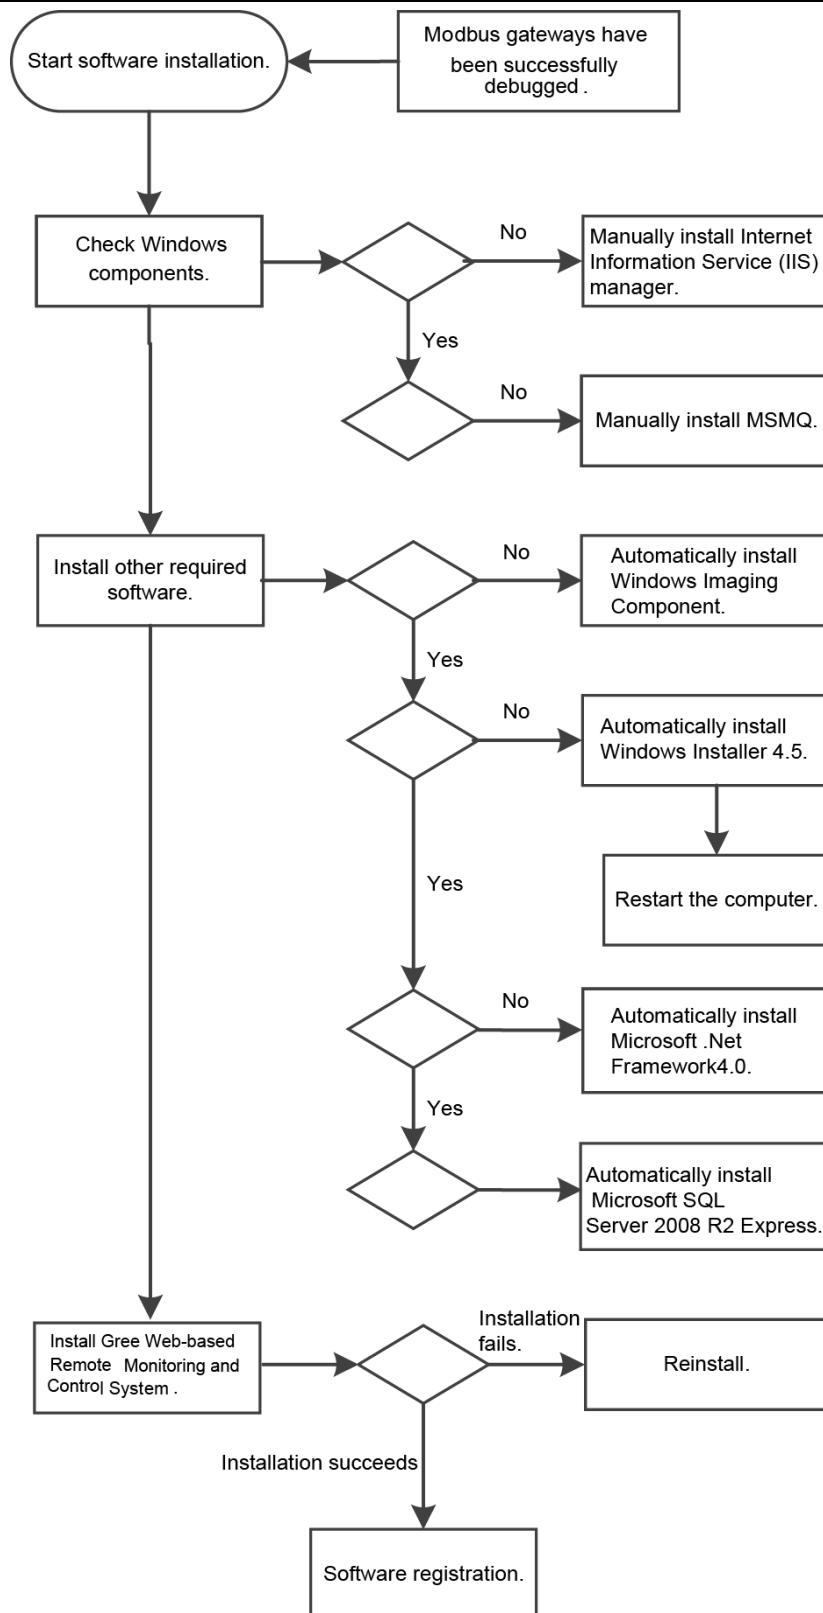 Start software installation.
Modbus gateways have
been successfully
debugged .
Check Windows
components.
No
Manually install Internet
Information Service (IIS)
manager.
Yes
No
Manually install MSMQ.
Install other required
software.
No
Automatically install
Windows Imaging
Component.
Yes
No
Automatically install
Windows Installer 4.5.
Yes
Restart the computer.
No
Automatically install
Microsoft .Net
Framework4.0.
Yes
Automatically install
Microsoft SQL
Server 2008 R2 Express.
Install Gree Web-based
Remote Monitoring and
Control System .
Installation
fails.
Reinstall.
Installation succeeds
Software registration.